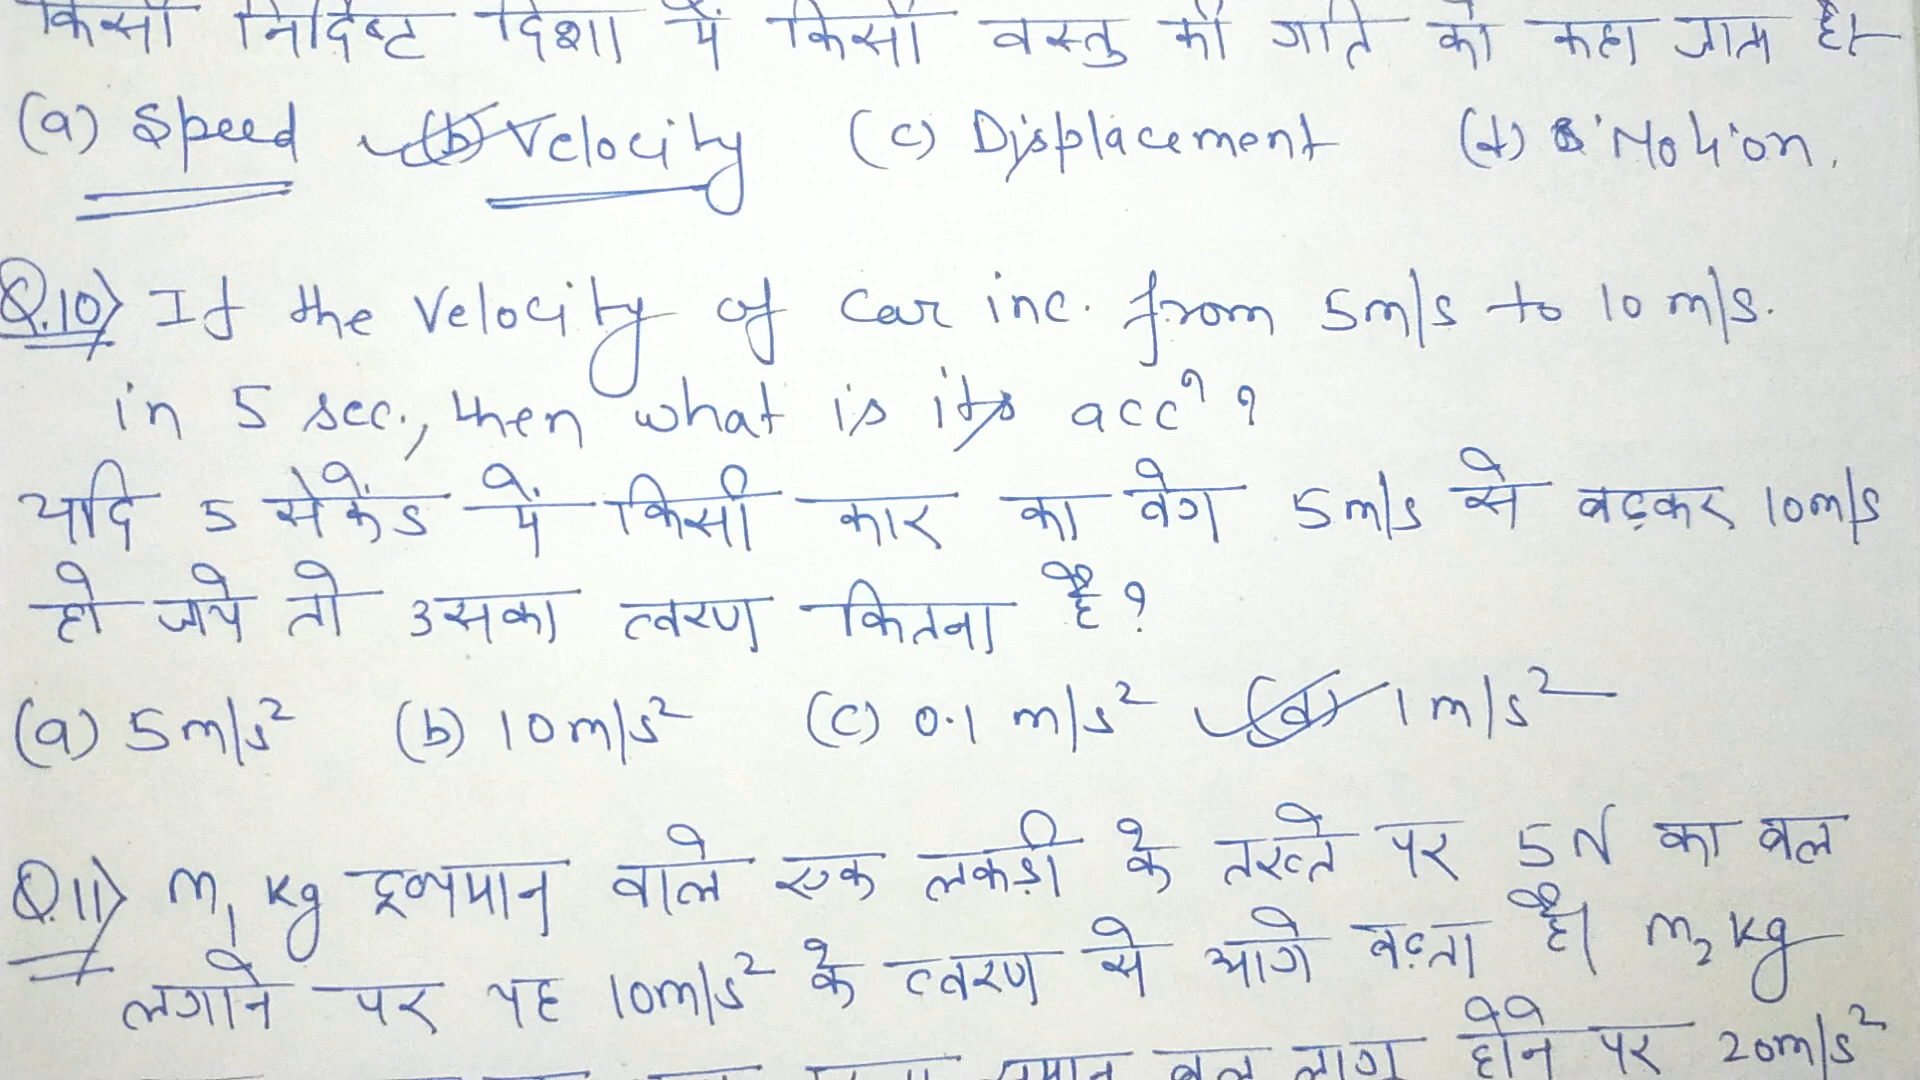 किसी निर्दिष्ट दिशा में किसी वस्तु की गति को कहा जाता है।
(a) Speed (b) Velocity (c) Displacement (d) Motion.
Q.10) If the Velocity of Car inc. from 5m/s to 10 m/s.
in 5 sec., then what is its accⁿ ?
यदि 5 सेकेंड में किसी कार का वेग 5m/s से बढ़कर 10m/s
हो जाये तो उसका त्वरण कितना है ?
(a) 5m/s² (b) 10m/s² (c) 0.1 m/s² (d) 1m/s²
Q.11) m₁ kg द्रव्यमान वाले एक लकड़ी के तख्ते पर 5N का बल
लगाने पर यह 10m/s² के त्वरण से आगे बढ़ता है। m₂ kg
समान बल लागू होने पर 20m/s²